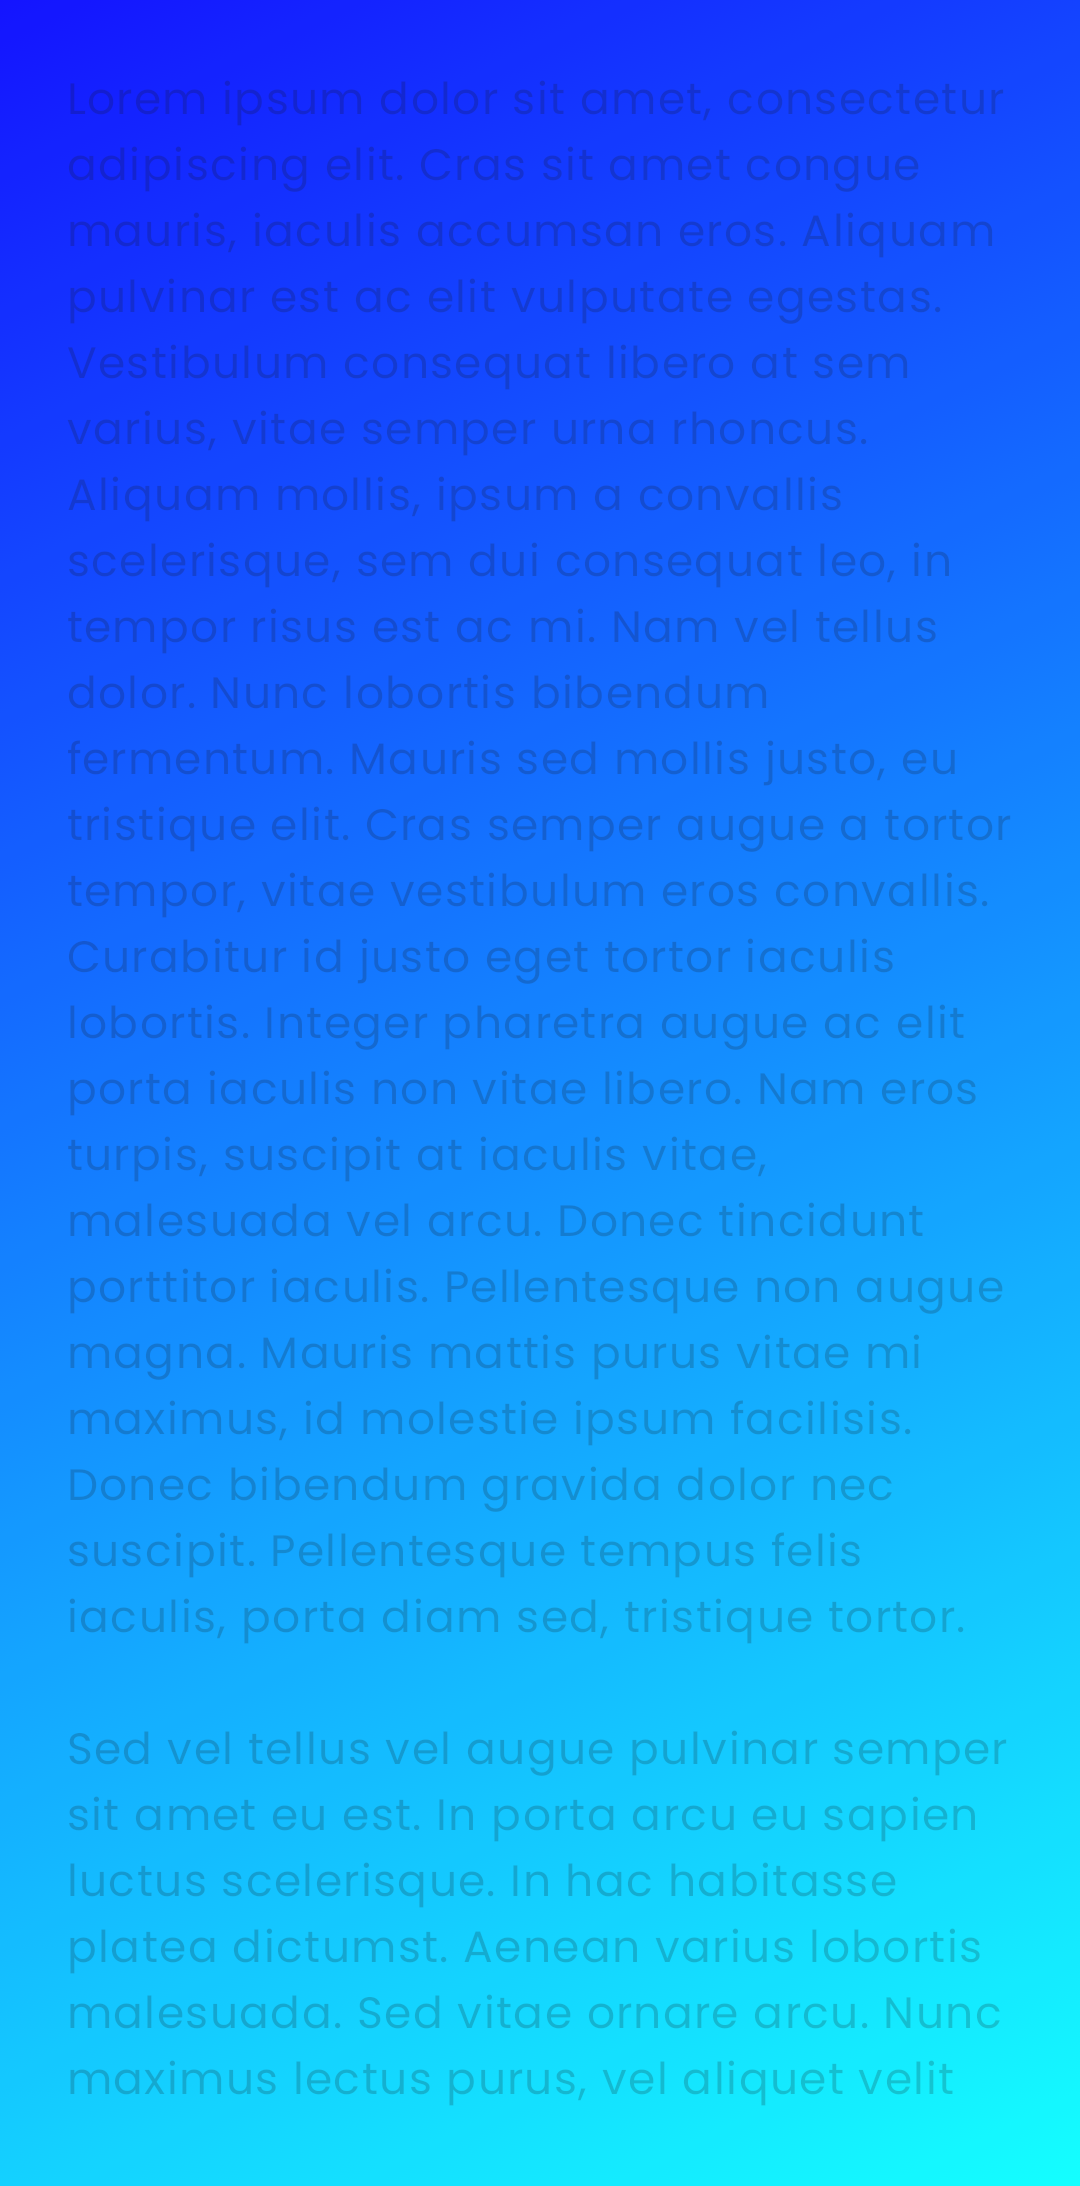 Lorem ipsum dolor sit amet, consectetur
adipiscing elit. Cras sit amet congue
mauris, iaculis accumsan eros. Aliquam
pulvinar est ac elit vulputate egestas.
Vestibulum consequat libero at sem
varius, vitae semper urna rhoncus.
Aliquam mollis, ipsum a convallis
scelerisque, sem dui consequat leo, in
tempor risus est ac mi. Nam vel tellus
dolor. Nunc lobortis bibendum
fermentum. Mauris sed mollis justo, eu
tristique elit. Cras semper augue a tortor
tempor, vitae vestibulum eros convallis.
Curabitur id justo eget tortor iaculis
lobortis. Integer pharetra augue ac elit
porta iaculis non vitae libero. Nam eros
turpis, suscipit at iaculis vitae,
malesuada vel arcu. Donec tincidunt
porttitor iaculis. Pellentesque non augue
magna. Mauris mattis purus vitae mi
maximus, id molestie ipsum facilisis.
Donec bibendum gravida dolor nec
suscipit. Pellentesque tempus felis
iaculis, porta diam sed, tristique tortor.
Sed vel tellus vel augue pulvinar semper
sit amet eu est. In porta arcu eu sapien
luctus scelerisque. In hac habitasse
platea dictumst. Aenean varius lobortis
malesuada. Sed vitae ornare arcu. Nunc
maximus lectus purus, vel aliquet velit